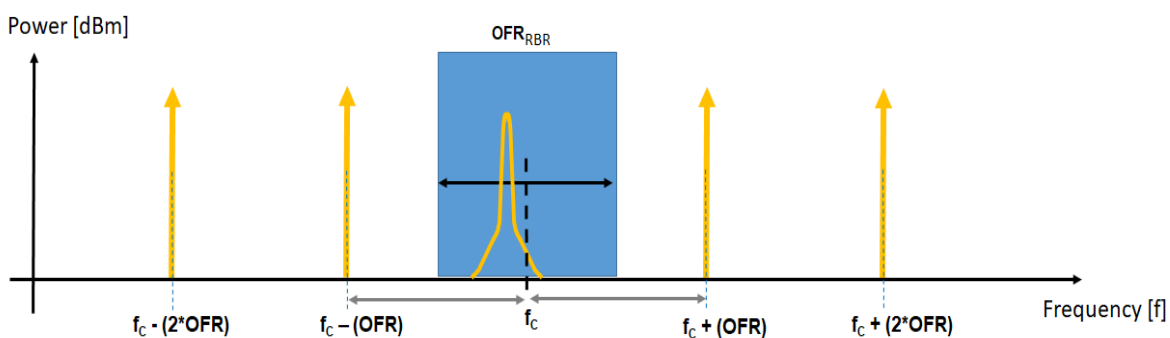 Power [dBm]
OFR_RBR
f_C - (2*OFR)
f_C – (OFR)
f_C
f_C + (OFR)
f_C + (2*OFR)
Frequency [f]